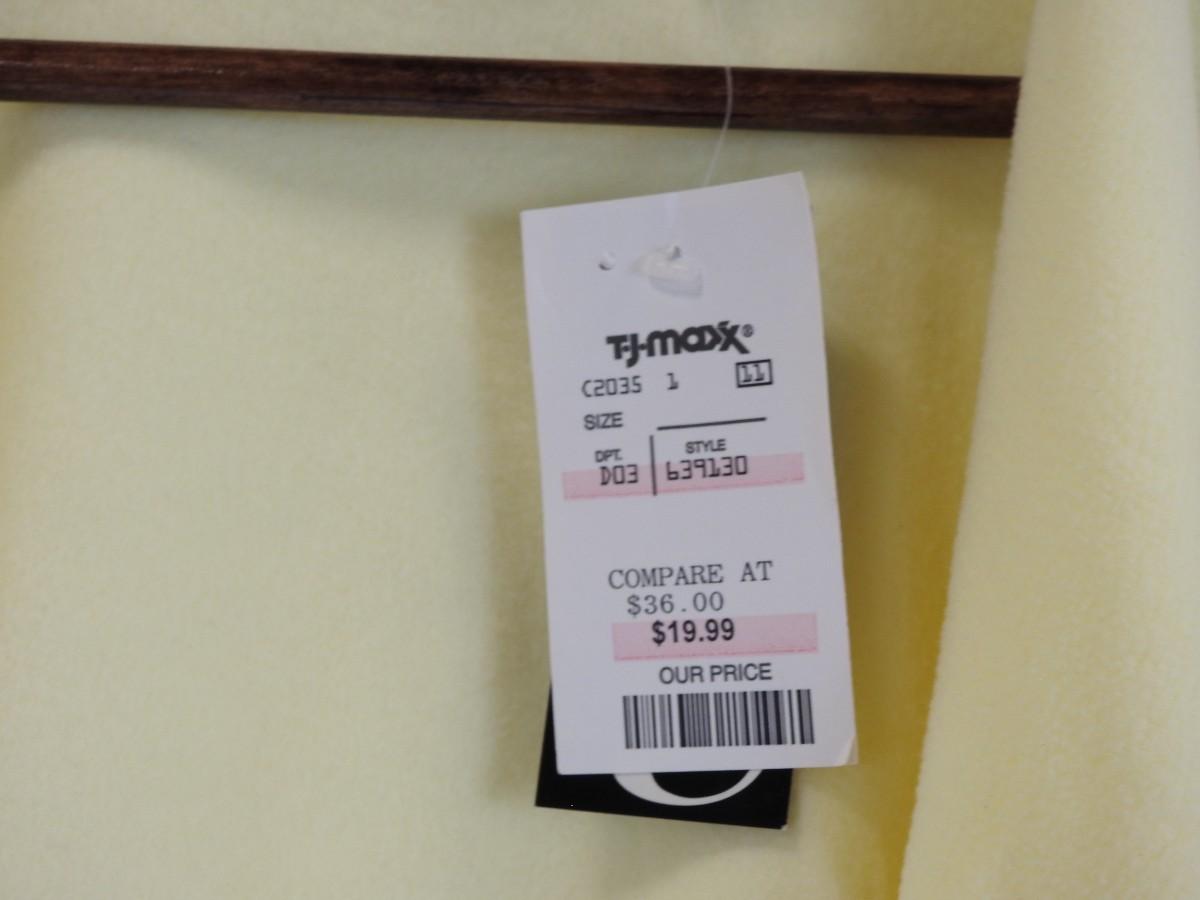 T·J·maxx®
C2035 1 11
SIZE
DPT. STYLE
D03 639130
COMPARE AT
$36.00
$19.99
OUR PRICE